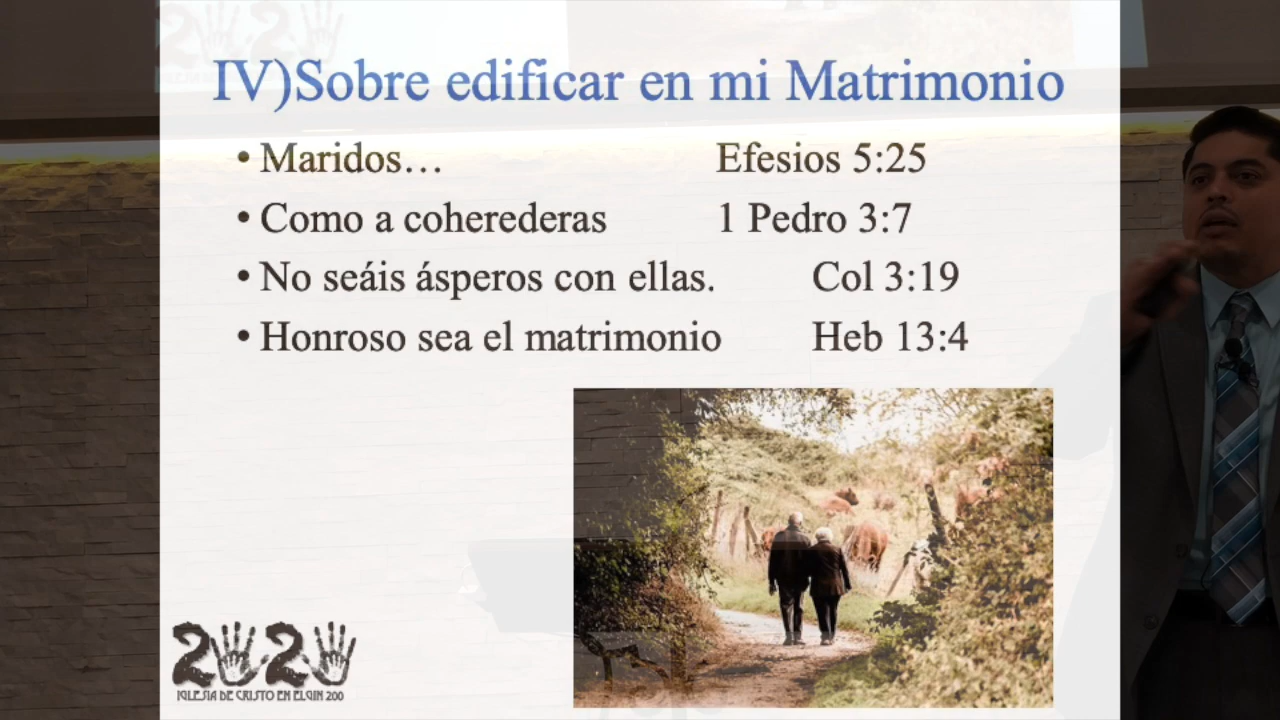 IV)Sobre edificar en mi Matrimonio
• Maridos… Efesios 5:25
• Como a coherederas 1 Pedro 3:7
• No seáis ásperos con ellas. Col 3:19
• Honroso sea el matrimonio Heb 13:4
2020
IGLESIA DE CRISTO EN ELGIN 200